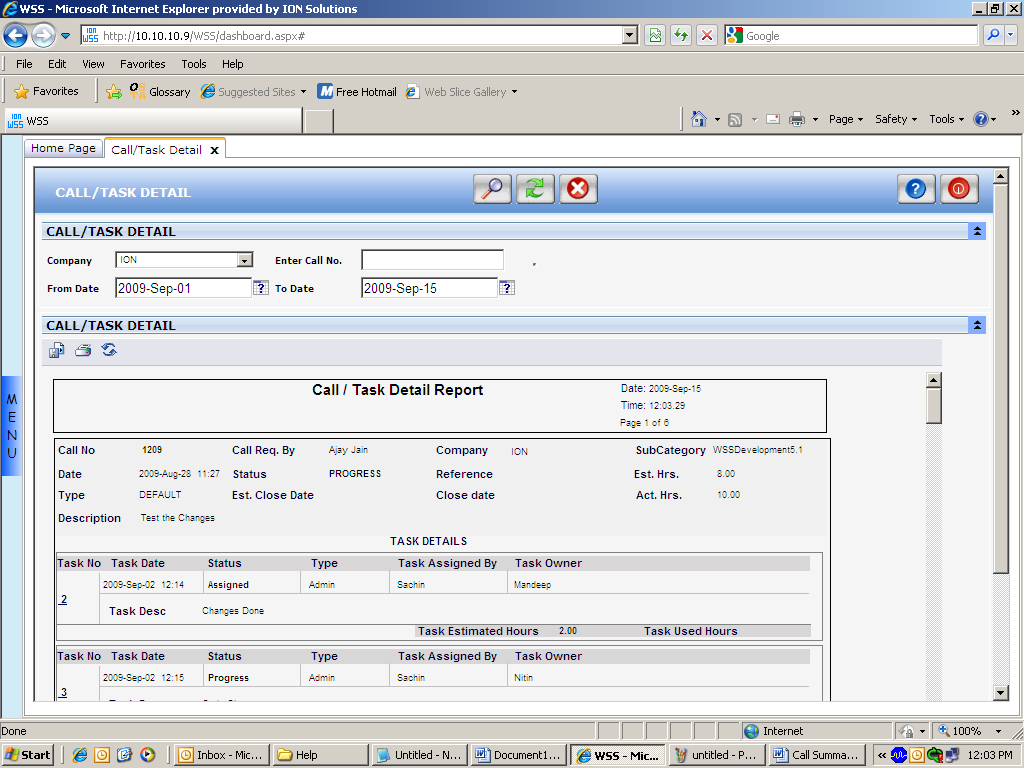 WSS - Microsoft Internet Explorer provided by ION Solutions
ION WSS http://10.10.10.9/WSS/dashboard.aspx# Google
File Edit View Favorites Tools Help
Favorites Glossary Suggested Sites Free Hotmail Web Slice Gallery
ION WSS WSS Page Safety Tools »
Home Page Call/Task Detail x
CALL/TASK DETAIL
CALL/TASK DETAIL
Company ION Enter Call No.
From Date 2009-Sep-01 ? To Date 2009-Sep-15 ?
CALL/TASK DETAIL
MENU
Call / Task Detail Report Date: 2009-Sep-15
Time: 12:03.29
Page 1 of 6
Call No 1209 Call Req. By Ajay Jain Company ION SubCategory WSSDevelopment5.1
Date 2009-Aug-28 11:27 Status PROGRESS Reference Est. Hrs. 8.00
Type DEFAULT Est. Close Date Close date Act. Hrs. 10.00
Description Test the Changes
TASK DETAILS
Task No Task Date Status Type Task Assigned By Task Owner
2 2009-Sep-02 12:14 Assigned Admin Sachin Mandeep
Task Desc Changes Done
Task Estimated Hours 2.00 Task Used Hours
Task No Task Date Status Type Task Assigned By Task Owner
3 2009-Sep-02 12:15 Progress Admin Sachin Nitin
Done Internet 100%
Start Inbox - Mic... Help Untitled - N... Document1... WSS - Mic... untitled - P... Call Summa... « 12:03 PM